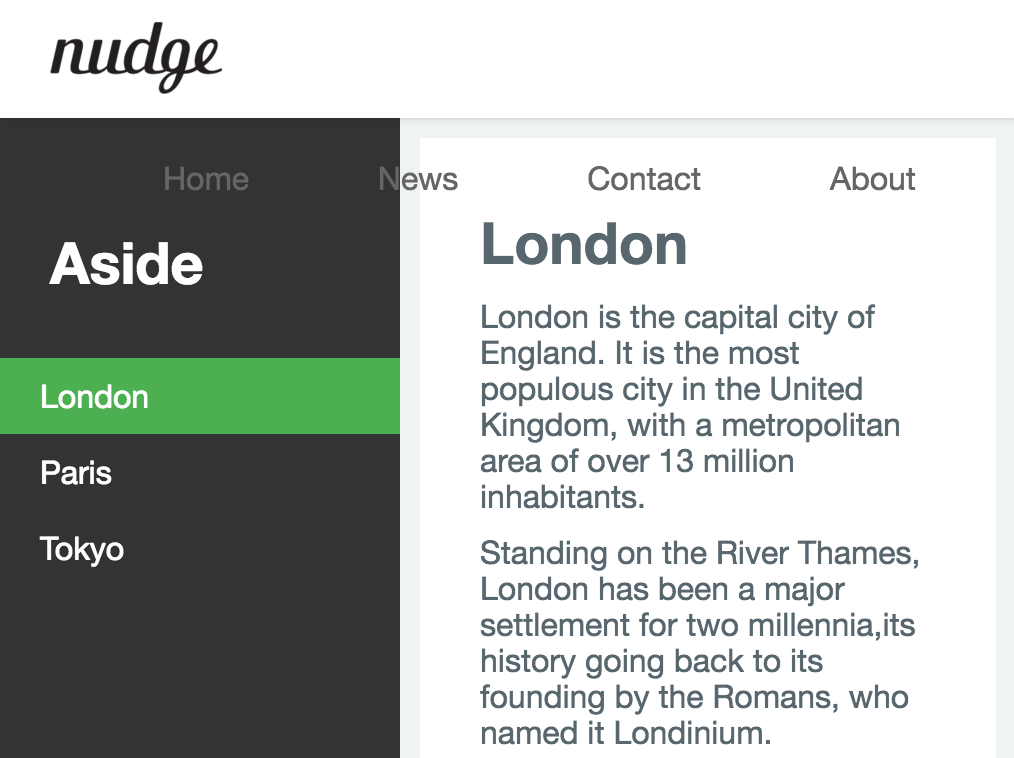 nudge
Home News Contact About
Aside
London
Paris
Tokyo
London
London is the capital city of
England. It is the most
populous city in the United
Kingdom, with a metropolitan
area of over 13 million
inhabitants.
Standing on the River Thames,
London has been a major
settlement for two millennia,its
history going back to its
founding by the Romans, who
named it Londinium.